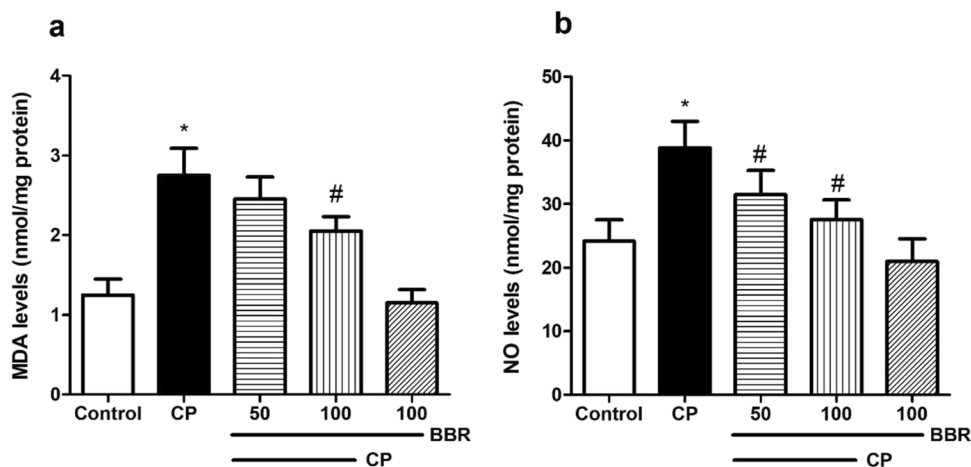 a
MDA levels (nmol/mg protein)
4
3
2
1
0
*
#
Control CP 50 100 100
BBR
CP
b
NO levels (nmol/mg protein)
50
40
30
20
10
0
*
#
#
Control CP 50 100 100
BBR
CP